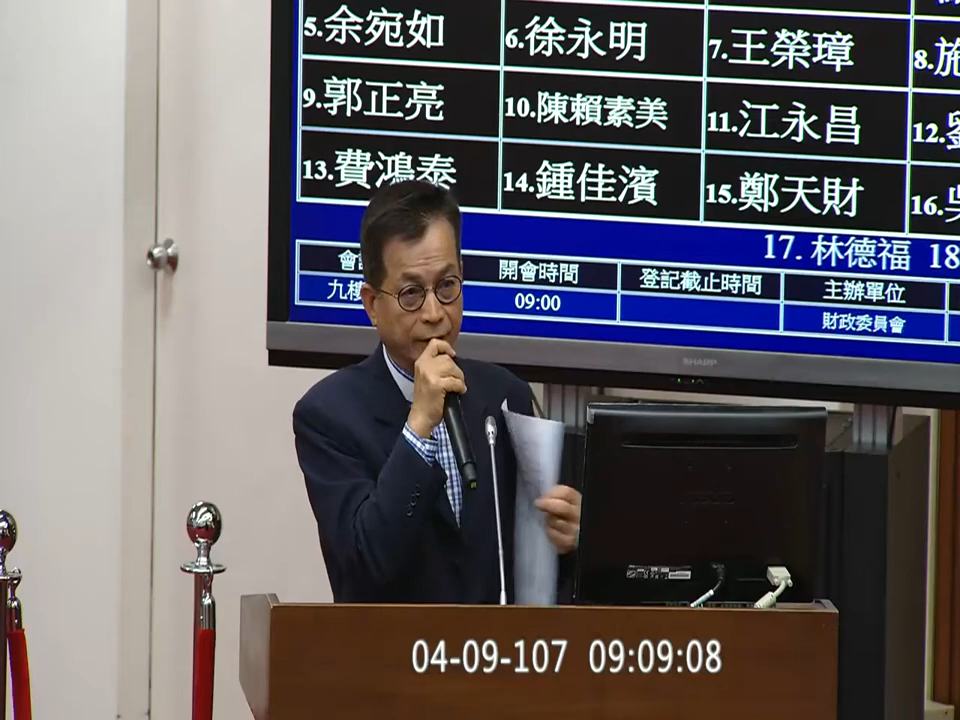 5.余宛如 6.徐永明 7.王榮璋 8.施
9.郭正亮 10.陳賴素美 11.江永昌 12.
13.費鴻泰 14.鍾佳濱 15.鄭天財 16.
17. 林德福 18
會 開會時間 登記截止時間 主辦單位
九樓 09:00 財政委員會
SHARP
04-09-107 09:09:08